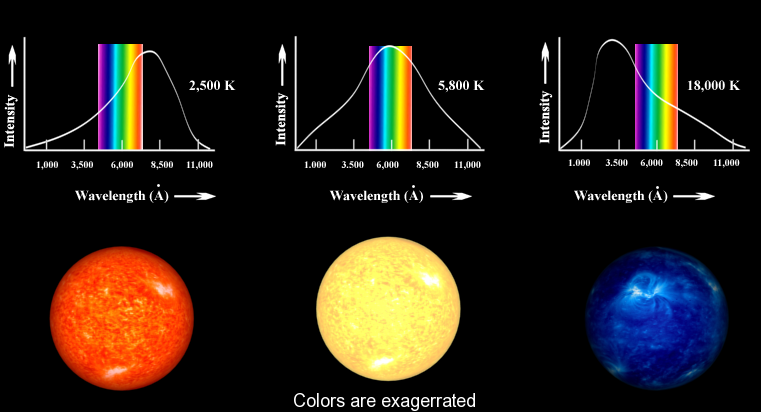 Intensity
2,500 K
1,000 3,500 6,000 8,500 11,000
Wavelength (Å)
Intensity
5,800 K
1.000 3.500 6,000 8,500 11,000
Wavelength (Å)
Intensity
18,000 K
1.000 3.500 6,000 8,500 11,000
Wavelength (Å)
Colors are exagerrated